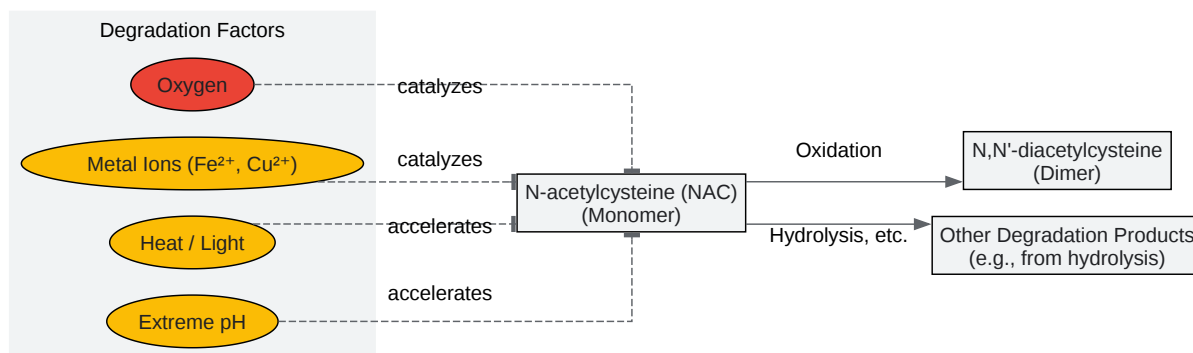 Degradation Factors
Oxygen
catalyzes
Metal Ions (Fe²⁺, Cu²⁺)
catalyzes
Heat / Light
accelerates
Extreme pH
accelerates
N-acetylcysteine (NAC)
(Monomer)
Oxidation
N,N'-diacetylcysteine
(Dimer)
Hydrolysis, etc.
Other Degradation Products
(e.g., from hydrolysis)